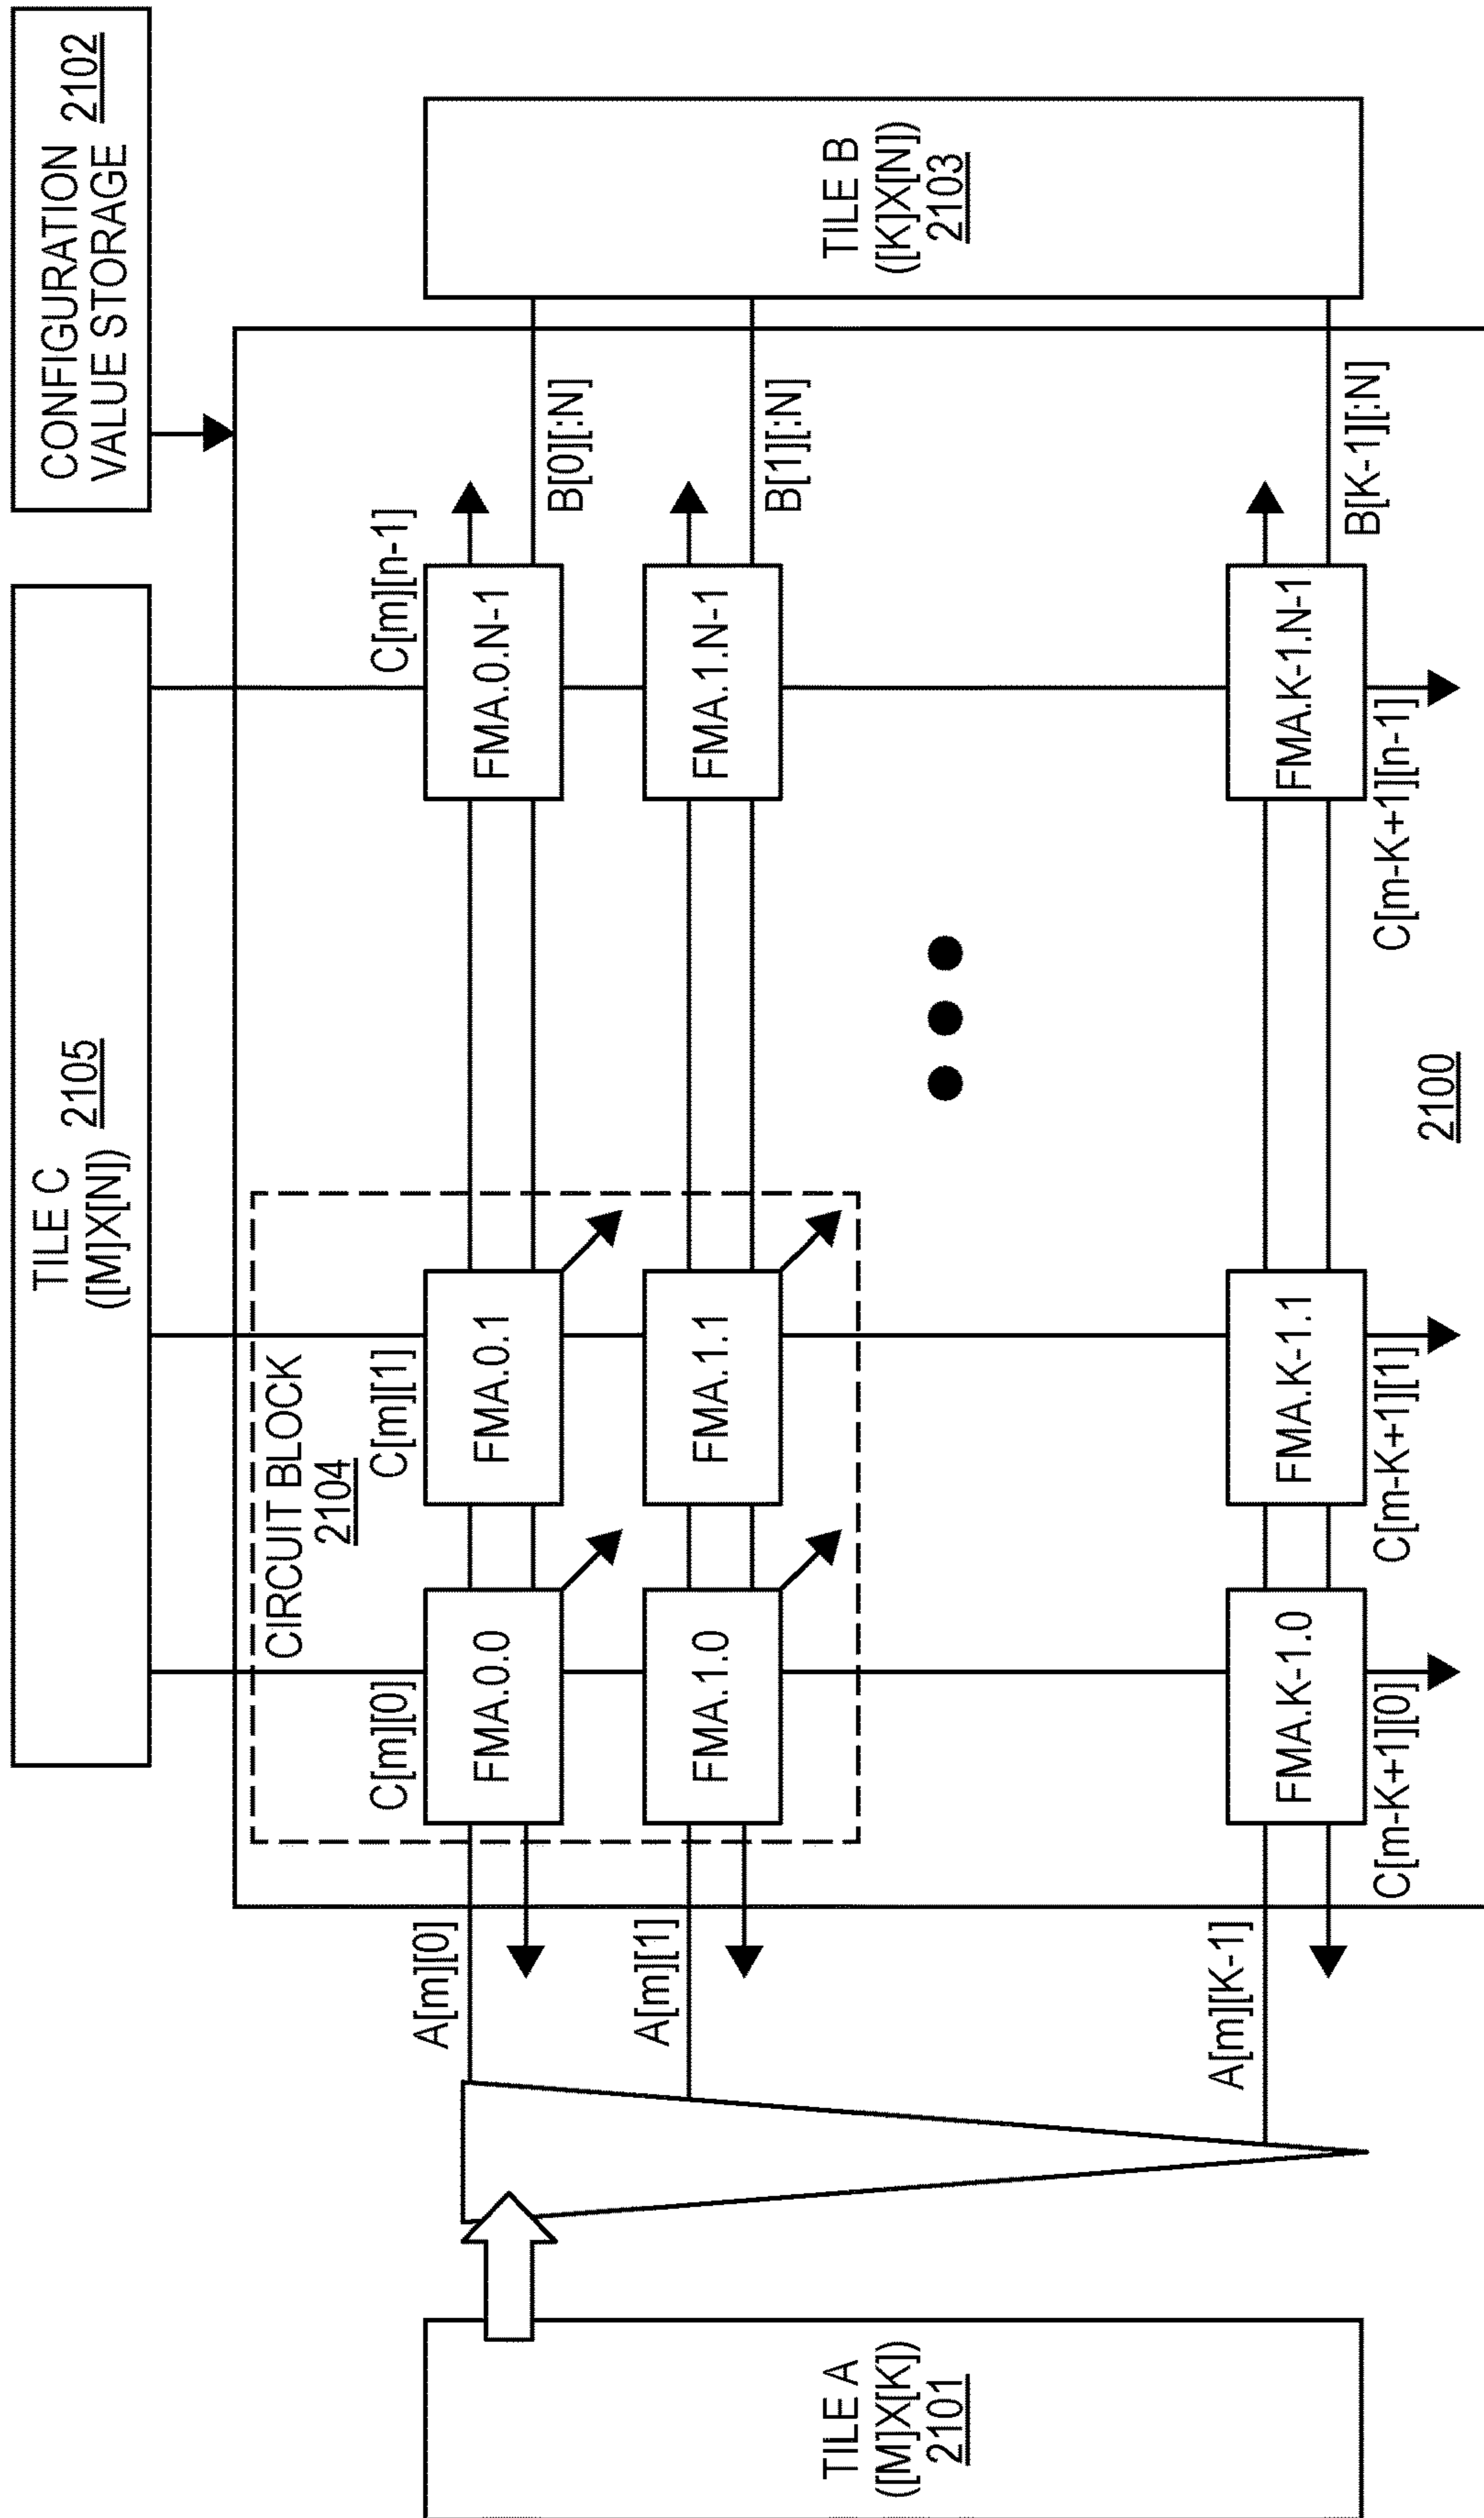 TILE C
([M]X[N]) 2105
CONFIGURATION
VALUE STORAGE 2102
CIRCUIT BLOCK
2104
C[m][0]
C[m][1]
C[m][n-1]
A[m][0]
FMA.0.0
FMA.0.1
FMA.0.N-1
B[0][:N]
A[m][1]
FMA.1.0
FMA.1.1
FMA.1.N-1
B[1][:N]
TILE A
([M]X[K])
2101
TILE B
([K]X[N])
2103
A[m][K-1]
FMA.K-1.0
FMA.K-1.1
FMA.K-1.N-1
B[K-1][:N]
C[m-K+1][0]
C[m-K+1][1]
C[m-K+1][n-1]
2100